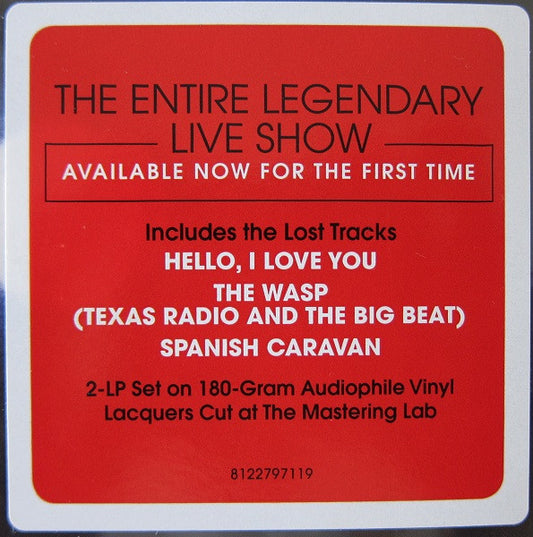 THE ENTIRE LEGENDARY
LIVE SHOW
AVAILABLE NOW FOR THE FIRST TIME
Includes the Lost Tracks
HELLO, I LOVE YOU
THE WASP
(TEXAS RADIO AND THE BIG BEAT)
SPANISH CARAVAN
2-LP Set on 180-Gram Audiophile Vinyl
Lacquers Cut at The Mastering Lab
8122797119